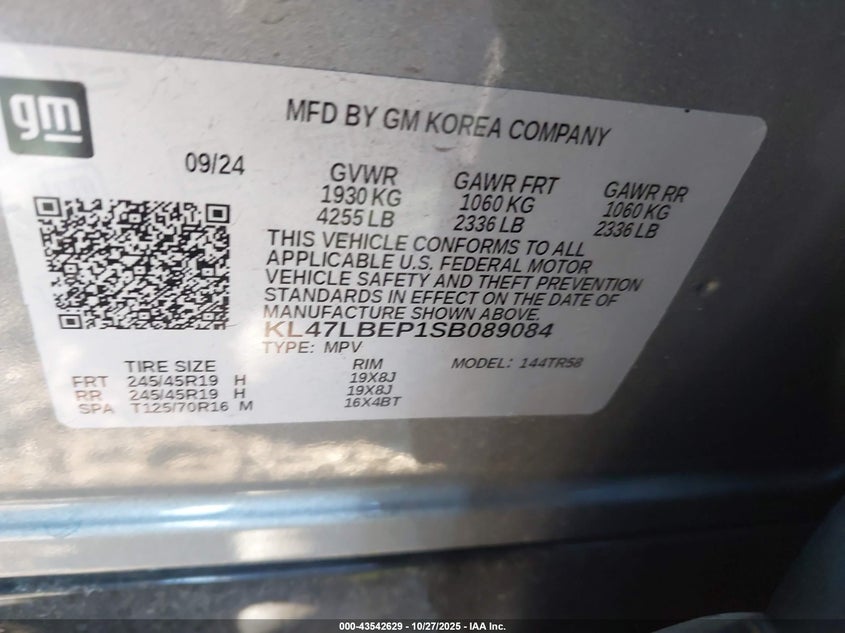 gm
MFD BY GM KOREA COMPANY
09/24
GVWR GAWR FRT GAWR RR
1930 KG 1060 KG 1060 KG
4255 LB 2336 LB 2336 LB
THIS VEHICLE CONFORMS TO ALL
APPLICABLE U.S. FEDERAL MOTOR
VEHICLE SAFETY AND THEFT PREVENTION
STANDARDS IN EFFECT ON THE DATE OF
MANUFACTURE SHOWN ABOVE.
KL47LBEP1SB089084
TYPE: MPV MODEL: 144TR58
TIRE SIZE RIM
FRT 245/45R19 H 19X8J
RR 245/45R19 H 19X8J
SPA T125/70R16 M 16X4BT
000-43542629 - 10/27/2025 - IAA Inc.